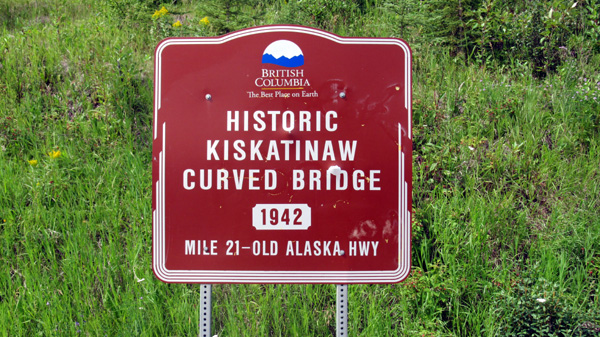 BRITISH
COLUMBIA
The Best Place on Earth
HISTORIC
KISKATINAW
CURVED BRIDGE
1942
MILE 21-OLD ALASKA HWY